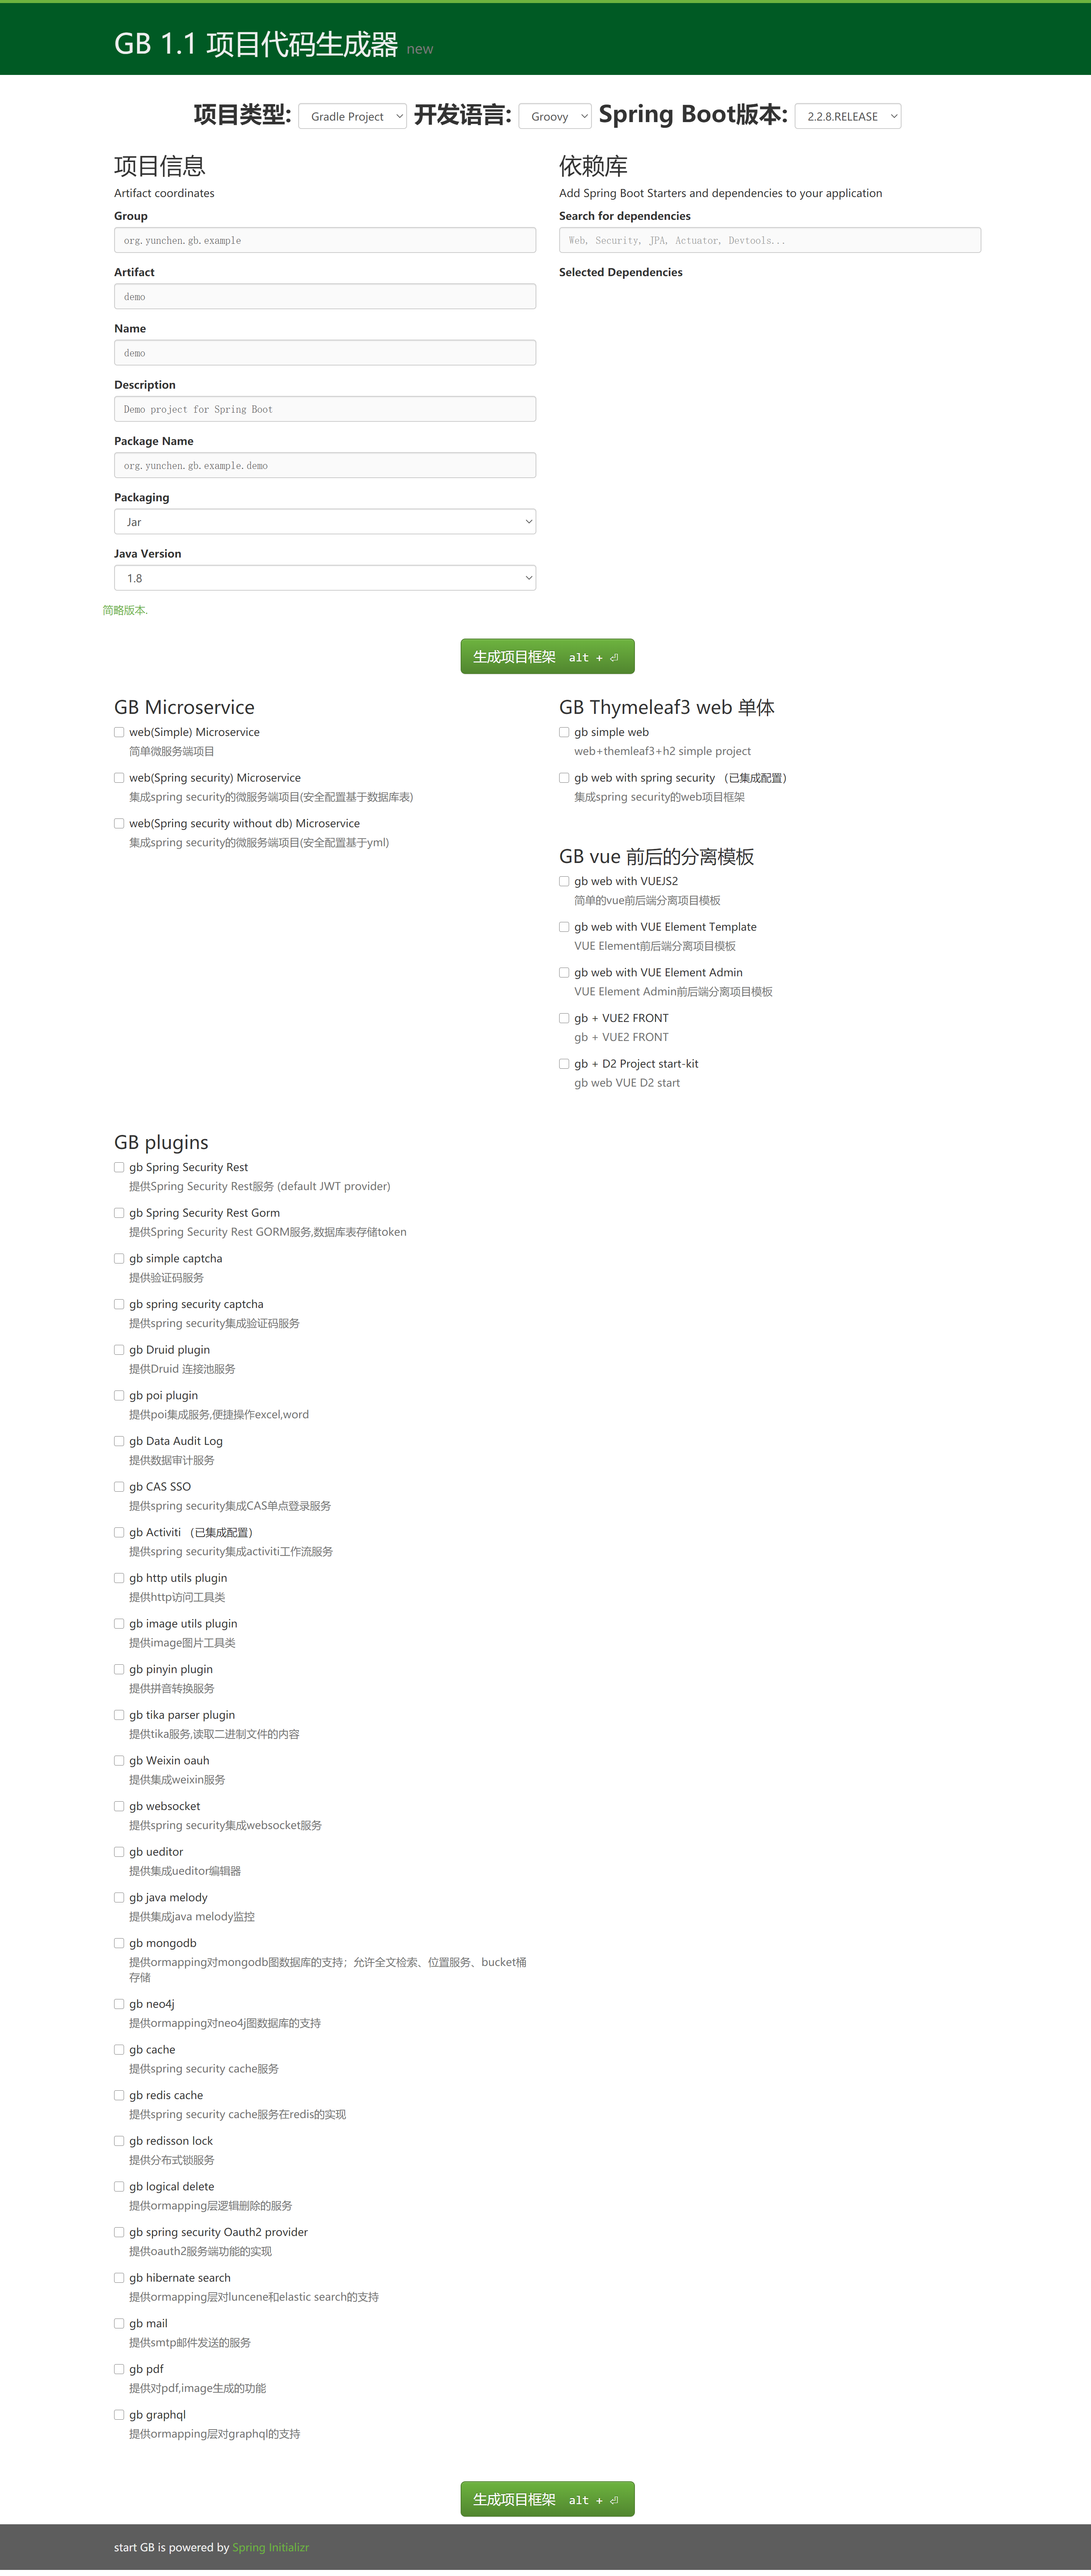 GB 1.1 项目代码生成器 new
项目类型: Gradle Project 开发语言: Groovy Spring Boot版本: 2.2.8.RELEASE
项目信息
Artifact coordinates
Group
org.yunchen.gb.example
Artifact
demo
Name
demo
Description
Demo project for Spring Boot
Package Name
org.yunchen.gb.example.demo
Packaging
Jar
Java Version
1.8
简略版本.
依赖库
Add Spring Boot Starters and dependencies to your application
Search for dependencies
Web, Security, JPA, Actuator, Devtools...
Selected Dependencies
生成项目框架 alt + ⏎
GB Microservice
web(Simple) Microservice
简单微服务端项目
web(Spring security) Microservice
集成spring security的微服务端项目(安全配置基于数据库表)
web(Spring security without db) Microservice
集成spring security的微服务端项目(安全配置基于yml)
GB Thymeleaf3 web 单体
gb simple web
web+themleaf3+h2 simple project
gb web with spring security （已集成配置）
集成spring security的web项目框架
GB vue 前后的分离模板
gb web with VUEJS2
简单的vue前后端分离项目模板
gb web with VUE Element Template
VUE Element前后端分离项目模板
gb web with VUE Element Admin
VUE Element Admin前后端分离项目模板
gb + VUE2 FRONT
gb + VUE2 FRONT
gb + D2 Project start-kit
gb web VUE D2 start
GB plugins
gb Spring Security Rest
提供Spring Security Rest服务 (default JWT provider)
gb Spring Security Rest Gorm
提供Spring Security Rest GORM服务,数据库表存储token
gb simple captcha
提供验证码服务
gb spring security captcha
提供spring security集成验证码服务
gb Druid plugin
提供Druid 连接池服务
gb poi plugin
提供poi集成服务,便捷操作excel,word
gb Data Audit Log
提供数据审计服务
gb CAS SSO
提供spring security集成CAS单点登录服务
gb Activiti （已集成配置）
提供spring security集成activiti工作流服务
gb http utils plugin
提供http访问工具类
gb image utils plugin
提供image图片工具类
gb pinyin plugin
提供拼音转换服务
gb tika parser plugin
提供tika服务,读取二进制文件的内容
gb Weixin oauh
提供集成weixin服务
gb websocket
提供spring security集成websocket服务
gb ueditor
提供集成ueditor编辑器
gb java melody
提供集成java melody监控
gb mongodb
提供ormapping对mongodb图数据库的支持；允许全文检索、位置服务、bucket桶
存储
gb neo4j
提供ormapping对neo4j图数据库的支持
gb cache
提供spring security cache服务
gb redis cache
提供spring security cache服务在redis的实现
gb redisson lock
提供分布式锁服务
gb logical delete
提供ormapping层逻辑删除的服务
gb spring security Oauth2 provider
提供oauth2服务端功能的实现
gb hibernate search
提供ormapping层对luncene和elastic search的支持
gb mail
提供smtp邮件发送的服务
gb pdf
提供对pdf,image生成的功能
gb graphql
提供ormapping层对graphql的支持
生成项目框架 alt + ⏎
start GB is powered by Spring Initializr